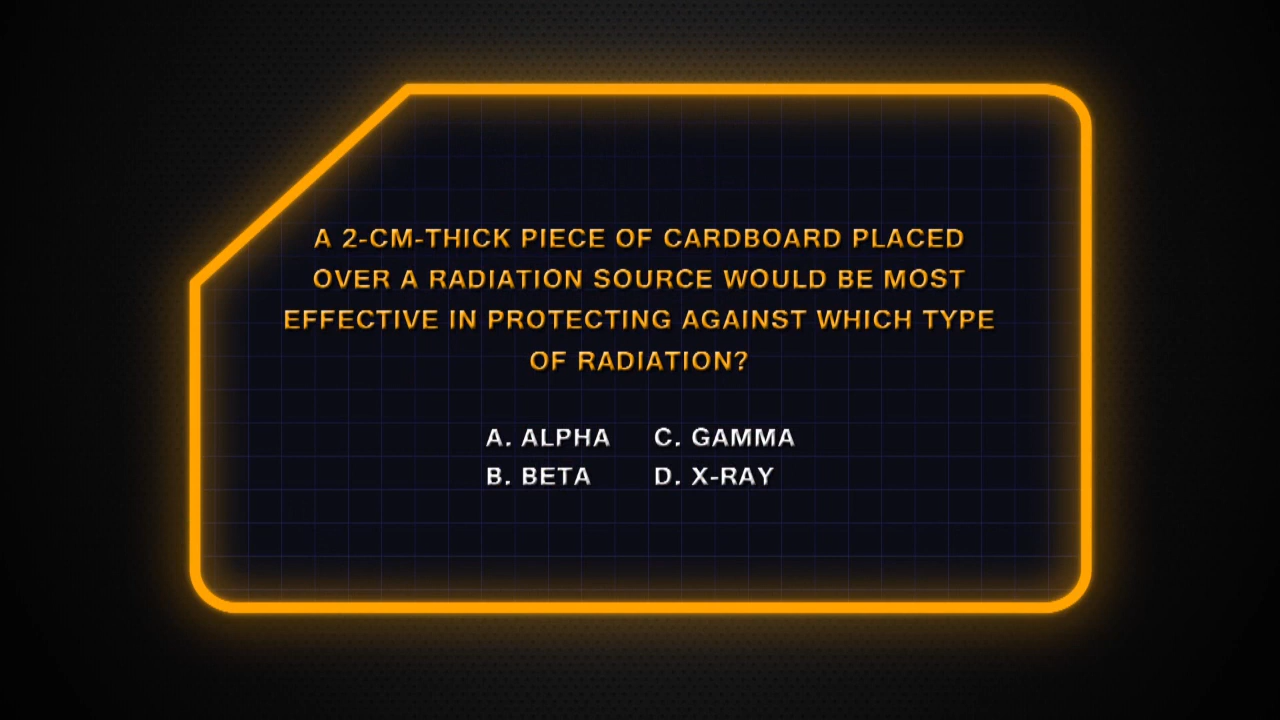 A 2-CM-THICK PIECE OF CARDBOARD PLACED
OVER A RADIATION SOURCE WOULD BE MOST
EFFECTIVE IN PROTECTING AGAINST WHICH TYPE
OF RADIATION?
A. ALPHA C. GAMMA
B. BETA D. X-RAY